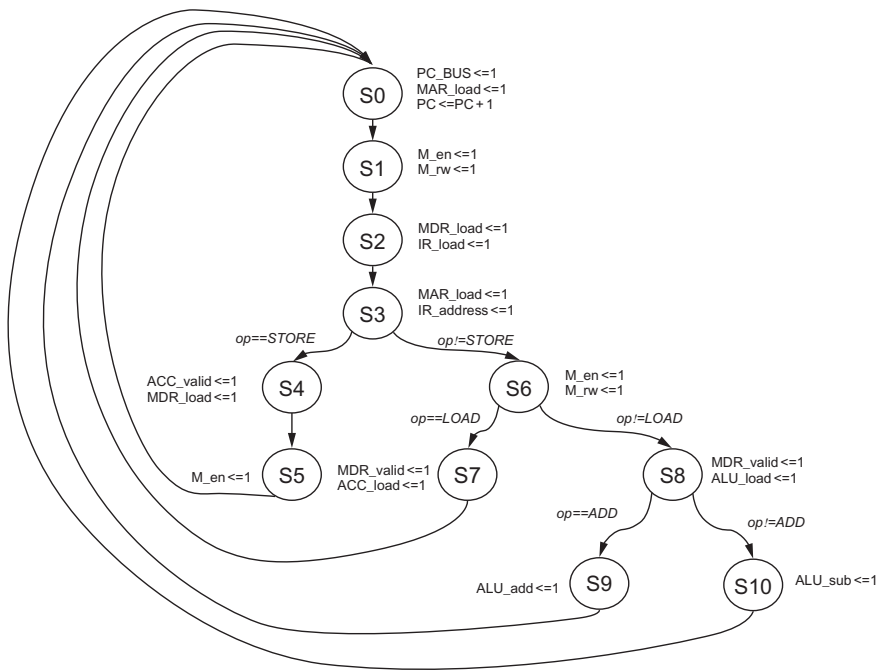 S0
PC_BUS <=1
MAR_load <=1
PC <=PC + 1
S1
M_en <=1
M_rw <=1
S2
MDR_load <=1
IR_load <=1
S3
MAR_load <=1
IR_address <=1
op==STORE
op!=STORE
ACC_valid <=1
MDR_load <=1
S4
S6
M_en <=1
M_rw <=1
op==LOAD
op!=LOAD
M_en <=1
S5
MDR_valid <=1
ACC_load <=1
S7
S8
MDR_valid <=1
ALU_load <=1
op==ADD
op!=ADD
ALU_add <=1
S9
S10
ALU_sub <=1